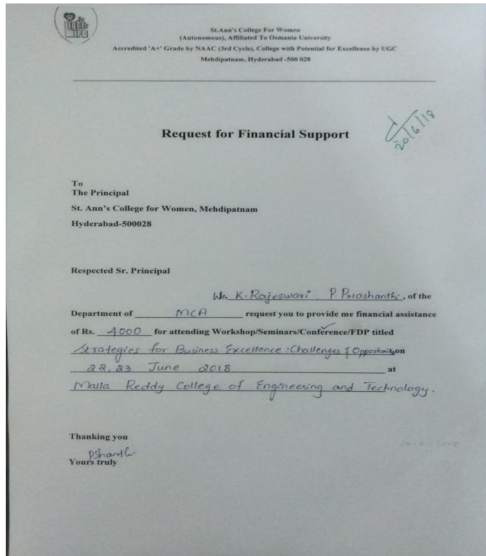 St.Ann's College For Women
(Autonomous), Affiliated To Osmania University
Accredited 'A+' Grade by NAAC (3rd Cycle), College with Potential for Excellence by UGC
Mehdipatnam, Hyderabad -500 028
20/6/18
Request for Financial Support
To
The Principal
St. Ann's College for Women, Mehdipatnam
Hyderabad-500028
Respected Sr. Principal
We K. Rajeswari, P Prashanthi, of the
Department of MCA request you to provide me financial assistance
of Rs. 4000 for attending Workshop/Seminars/Conference/FDP titled
Strategies for Business Excellence : Challenges & on
22, 23 June 2018 at
Malla Reddy College of Engineering and Technology.
Thanking you
Yours truly